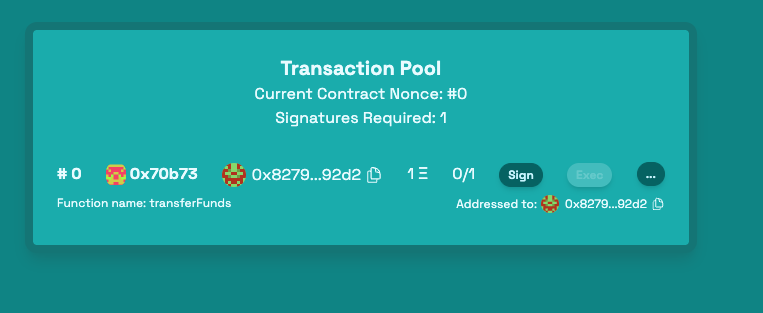 Transaction Pool
Current Contract Nonce: #0
Signatures Required: 1
# 0 0x70b73 0x8279...92d2 1 Ξ 0/1 Sign Exec ...
Function name: transferFunds Addressed to: 0x8279...92d2